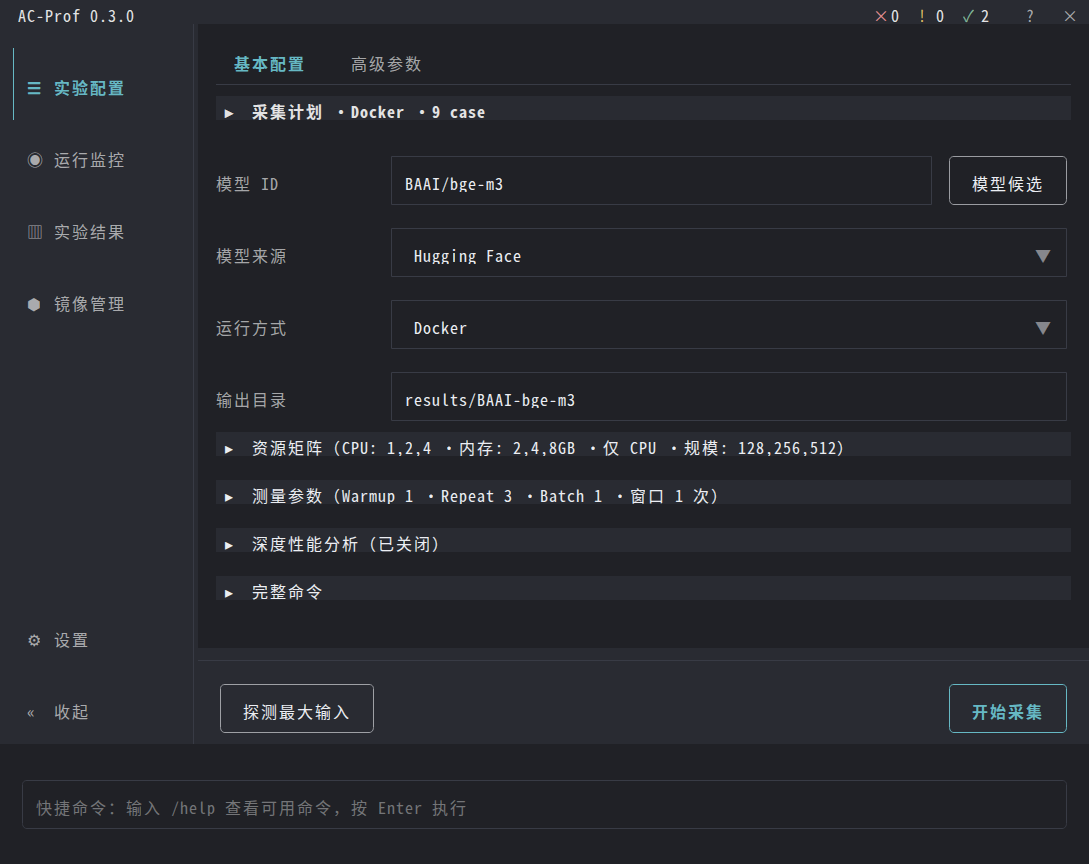 AC-Prof 0.3.0 ✕ 0 ! 0 ✓ 2 ? ✕
☰ 实验配置
◉ 运行监控
▥ 实验结果
⬢ 镜像管理
⚙ 设置
« 收起
基本配置 高级参数
▶ 采集计划 ·Docker ·9 case
模型 ID BAAI/bge-m3 模型候选
模型来源 Hugging Face ▼
运行方式 Docker ▼
输出目录 results/BAAI-bge-m3
▶ 资源矩阵（CPU: 1,2,4 ·内存: 2,4,8GB ·仅 CPU ·规模: 128,256,512）
▶ 测量参数（Warmup 1 ·Repeat 3 ·Batch 1 ·窗口 1 次）
▶ 深度性能分析（已关闭）
▶ 完整命令
探测最大输入 开始采集
快捷命令: 输入 /help 查看可用命令, 按 Enter 执行